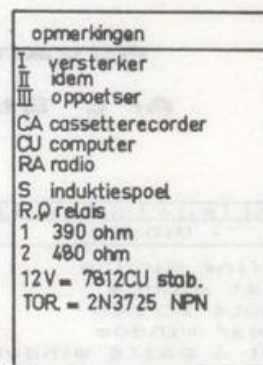 opmerkingen
I versterker
II idem
III oppoetser
CA cassetterecorder
CU computer
RA radio
S induktiespoel
R,Q relais
1 390 ohm
2 480 ohm
12V = 7812CU stab.
TOR. = 2N3725 NPN